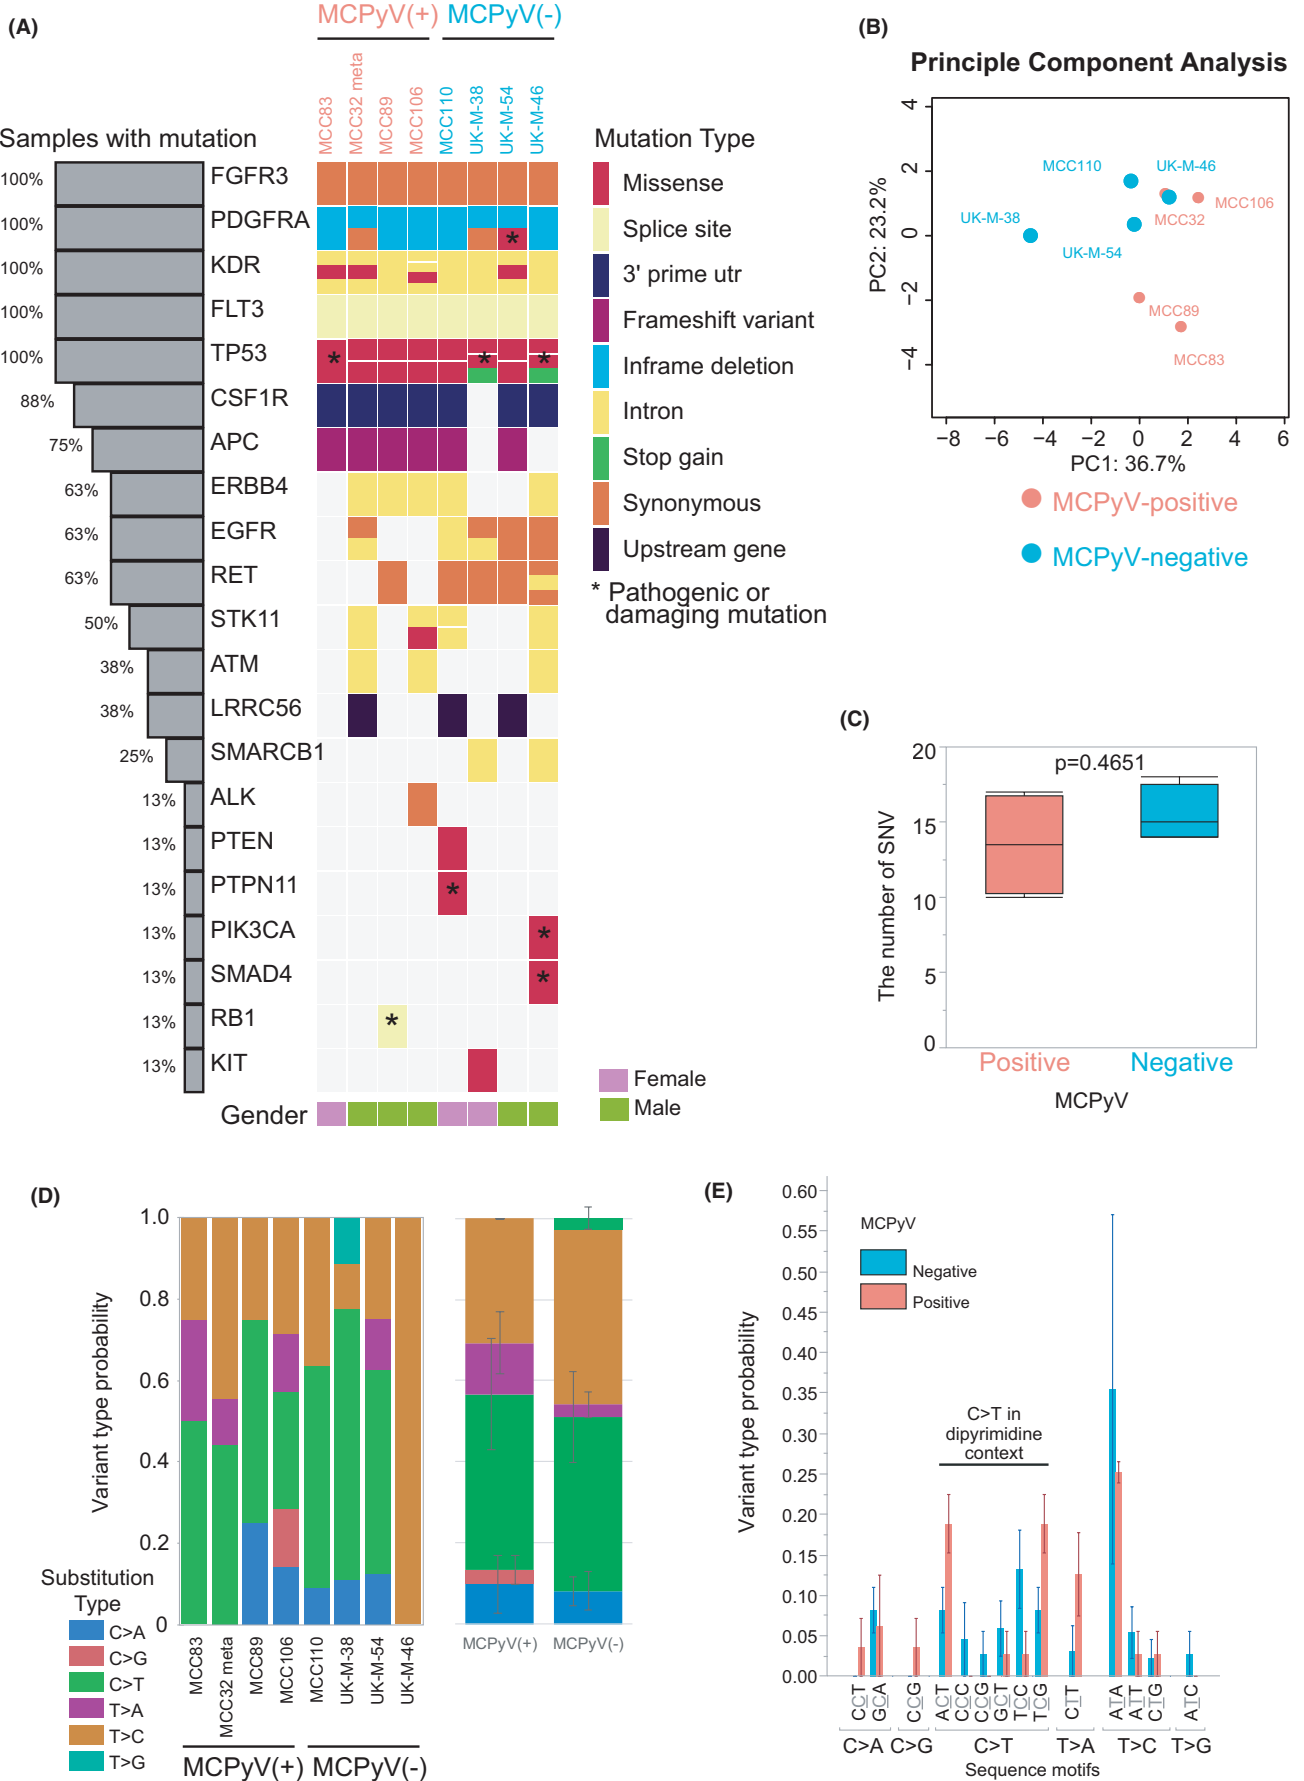 (A)
MCPyV(+) MCPyV(-)
MCC83
MCC32 meta
MCC89
MCC106
MCC110
UK-M-38
UK-M-54
UK-M-46
Samples with mutation
100% FGFR3
100% PDGFRA
*
100% KDR
100% FLT3
100% TP53
* * *
88% CSF1R
75% APC
63% ERBB4
63% EGFR
63% RET
50% STK11
38% ATM
38% LRRC56
25% SMARCB1
13% ALK
13% PTEN
13% PTPN11
*
13% PIK3CA
*
13% SMAD4
*
13% RB1
*
13% KIT
Gender
Mutation Type
Missense
Splice site
3' prime utr
Frameshift variant
Inframe deletion
Intron
Stop gain
Synonymous
Upstream gene
* Pathogenic or
damaging mutation
Female
Male
(B)
Principle Component Analysis
PC2: 23.2%
4
2
0
−2
−4
MCC110
UK-M-46
MCC106
MCC32
UK-M-38
UK-M-54
MCC89
MCC83
−8 −6 −4 −2 0 2 4 6
PC1: 36.7%
MCPyV-positive
MCPyV-negative
(C)
The number of SNV
20
15
10
5
0
p=0.4651
Positive Negative
MCPyV
(D)
Variant type probability
1.0
0.8
0.6
0.4
0.2
0
Substitution
Type
C>A
C>G
C>T
T>A
T>C
T>G
MCC83
MCC32 meta
MCC89
MCC106
MCC110
UK-M-38
UK-M-54
UK-M-46
MCPyV(+) MCPyV(-)
MCPyV(+) MCPyV(-)
(E)
Variant type probability
0.60
0.55
0.50
0.45
0.40
0.35
0.30
0.25
0.20
0.15
0.10
0.05
0.00
MCPyV
Negative
Positive
C>T in
dipyrimidine
context
CCT
GCA
CCG
ACT
CCC
CCG
GCT
TCC
TCG
CTT
ATA
ATT
CTG
ATC
C>A C>G C>T T>A T>C T>G
Sequence motifs